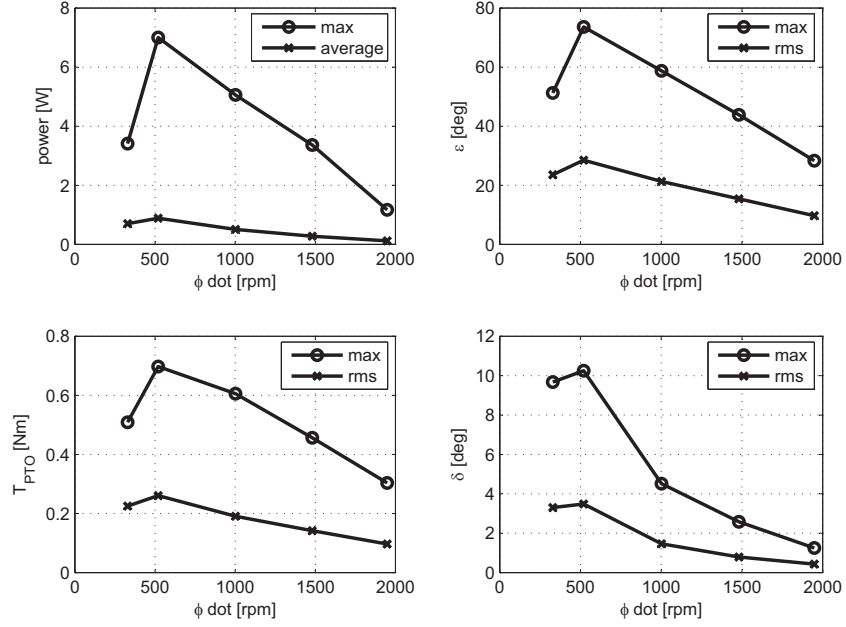 8
6
4
2
0
power [W]
max
average
0 500 1000 1500 2000
ϕ dot [rpm]
80
60
40
20
0
ε [deg]
max
rms
0 500 1000 1500 2000
ϕ dot [rpm]
0.8
0.6
0.4
0.2
0
T_PTO [Nm]
max
rms
0 500 1000 1500 2000
ϕ dot [rpm]
12
10
8
6
4
2
0
δ [deg]
max
rms
0 500 1000 1500 2000
ϕ dot [rpm]